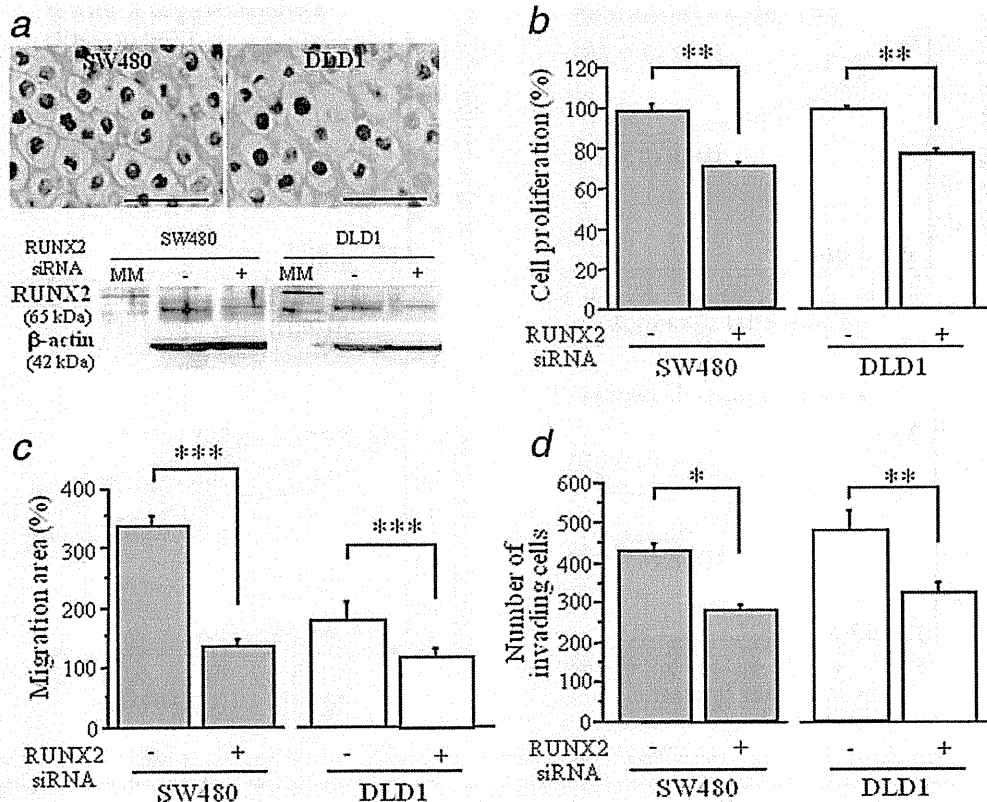 a
SW480 DLD1
RUNX2 siRNA SW480 DLD1
MM - + MM - +
RUNX2
(65 kDa)
β-actin
(42 kDa)
b
Cell proliferation (%)
120
100
80
60
40
20
0
** **
RUNX2 siRNA - + - +
SW480 DLD1
c
Migration area (%)
400
300
200
100
0
*** ***
RUNX2 siRNA - + - +
SW480 DLD1
d
Number of invading cells
600
500
400
300
200
100
0
* **
RUNX2 siRNA - + - +
SW480 DLD1